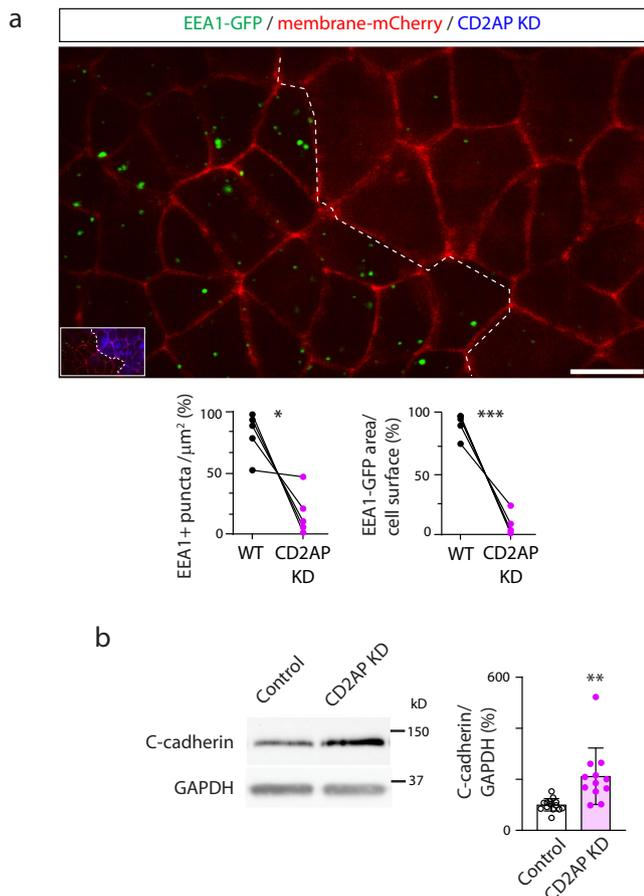 a
EEA1-GFP / membrane-mCherry / CD2AP KD
EEA1+ puncta /µm² (%)
100
50
0
*
WT
CD2AP
KD
EEA1-GFP area/
cell surface (%)
100
50
0
***
WT
CD2AP
KD
b
Control
CD2AP KD
kD
C-cadherin
150
GAPDH
37
C-cadherin/
GAPDH (%)
600
0
**
Control
CD2AP KD